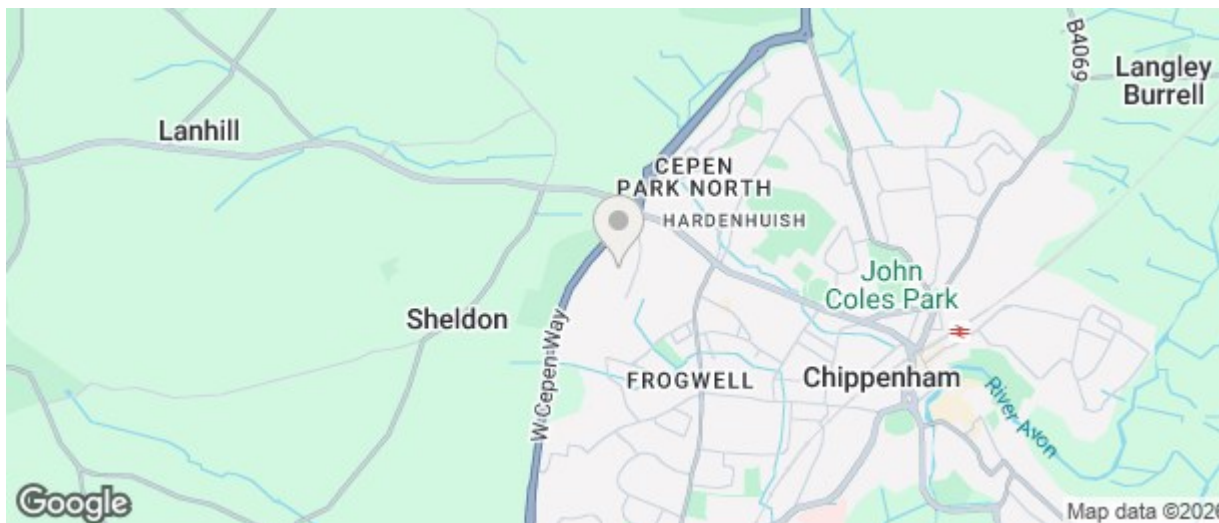 B4069
Langley
Burrell
Lanhill
CEPEN
PARK NORTH
HARDENHUISH
John
Coles Park
Sheldon
W Cepen Way
FROGWELL
Chippenham
River Avon
Google
Map data ©2026